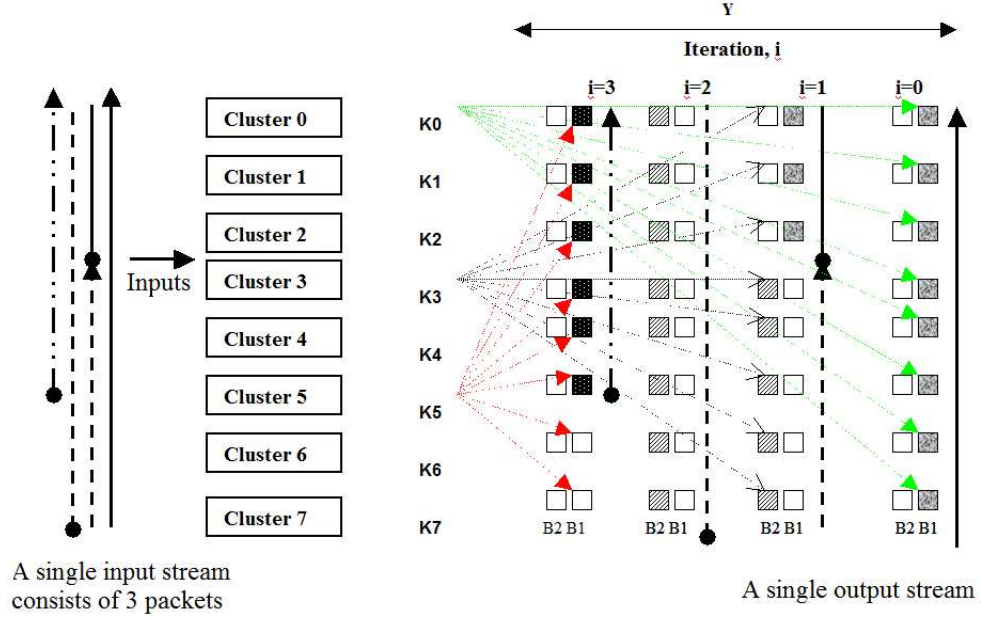 Y
Iteration, i
i=3 i=2 i=1 i=0
Cluster 0
Cluster 1
Cluster 2
Cluster 3
Cluster 4
Cluster 5
Cluster 6
Cluster 7
Inputs
K0
K1
K2
K3
K4
K5
K6
K7
B2 B1 B2 B1 B2 B1 B2 B1
A single input stream
consists of 3 packets
A single output stream